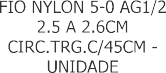 FIO NYLON 5-0 AG1/2
2.5 A 2.6CM
CIRC.TRG.C/45CM -
UNIDADE